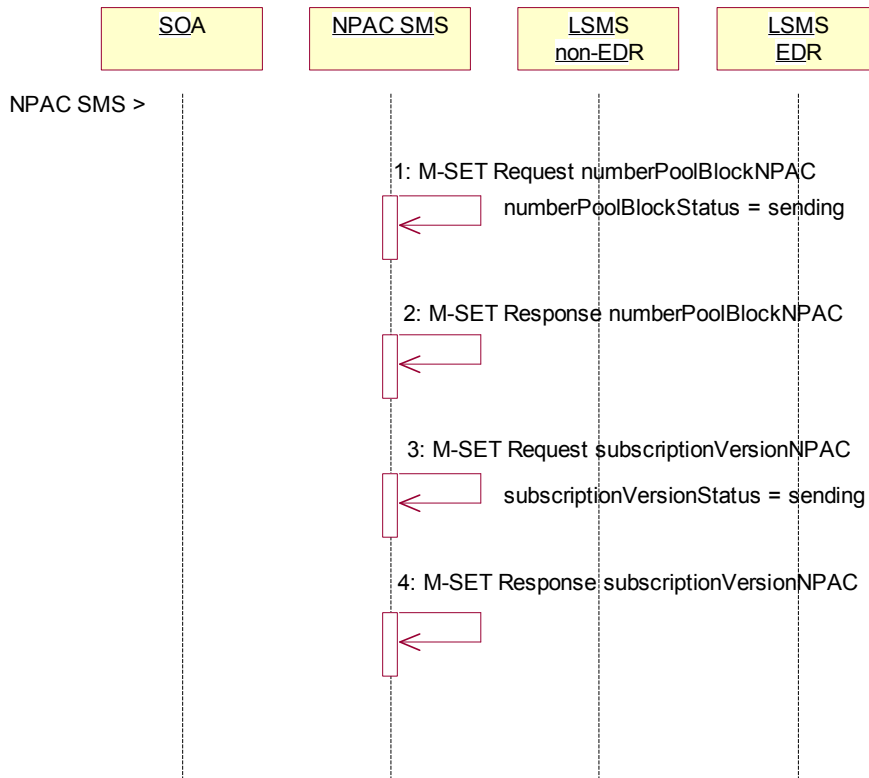 SOA
NPAC SMS
LSMS
non-EDR
LSMS
EDR
NPAC SMS >
1: M-SET Request numberPoolBlockNPAC
numberPoolBlockStatus = sending
2: M-SET Response numberPoolBlockNPAC
3: M-SET Request subscriptionVersionNPAC
subscriptionVersionStatus = sending
4: M-SET Response subscriptionVersionNPAC